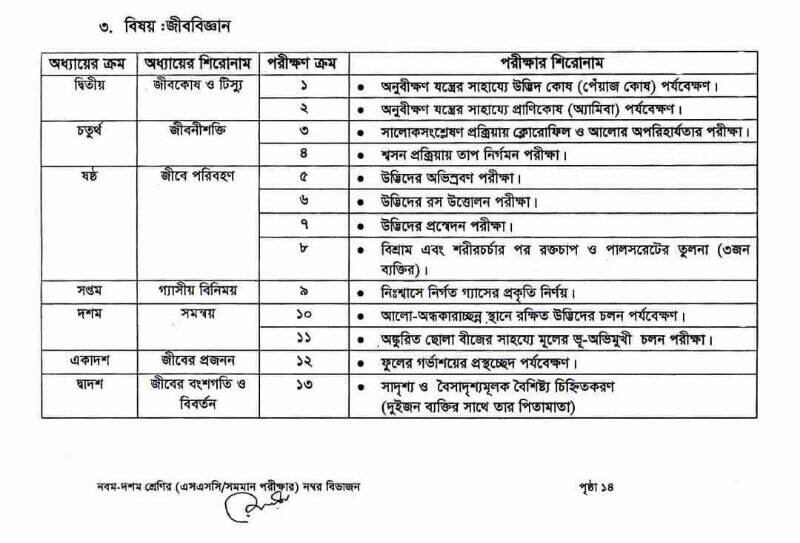 ৩. বিষয় :জীববিজ্ঞান
অধ্যায়ের ক্রম অধ্যায়ের শিরোনাম পরীক্ষণ ক্রম পরীক্ষার শিরোনাম
দ্বিতীয় জীবকোষ ও টিস্যু ১ • অনুবীক্ষণ যন্ত্রের সাহায্যে উদ্ভিদ কোষ (পেঁয়াজ কোষ) পর্যবেক্ষণ।
২ • অনুবীক্ষণ যন্ত্রের সাহায্যে প্রাণিকোষ (অ্যামিবা) পর্যবেক্ষণ।
চতুর্থ জীবনীশক্তি ৩ • সালোকসংশ্লেষণ প্রক্রিয়ায় ক্লোরোফিল ও আলোর অপরিহার্যতার পরীক্ষা।
৪ • শ্বসন প্রক্রিয়ায় তাপ নির্গমন পরীক্ষা।
ষষ্ঠ জীবে পরিবহণ ৫ • উদ্ভিদের অভিস্রবণ পরীক্ষা।
৬ • উদ্ভিদের রস উত্তোলন পরীক্ষা।
৭ • উদ্ভিদের প্রস্বেদন পরীক্ষা।
৮ • বিশ্রাম এবং শরীরচর্চার পর রক্তচাপ ও পালসরেটের তুলনা (৩জন
ব্যক্তির)।
সপ্তম গ্যাসীয় বিনিময় ৯ • নিঃশ্বাসে নির্গত গ্যাসের প্রকৃতি নির্ণয়।
দশম সমন্বয় ১০ • আলো-অন্ধকারাচ্ছন্ন স্থানে রক্ষিত উদ্ভিদের চলন পর্যবেক্ষণ।
১১ • অঙ্কুরিত ছোলা বীজের সাহয্যে মূলের ভূ-অভিমুখী চলন পরীক্ষা।
একাদশ জীবের প্রজনন ১২ • ফুলের গর্ভাশয়ের প্রস্থচ্ছেদ পর্যবেক্ষণ।
দ্বাদশ জীবের বংশগতি ও ১৩ • সাদৃশ্য ও বৈসাদৃশ্যমূলক বৈশিষ্ট্য চিহ্নিতকরণ
বিবর্তন (দুইজন ব্যক্তির সাথে তার পিতামাতা)
নবম-দশম শ্রেণির (এসএসসি/সমমান পরীক্ষার) নম্বর বিভাজন পৃষ্ঠা ১৪